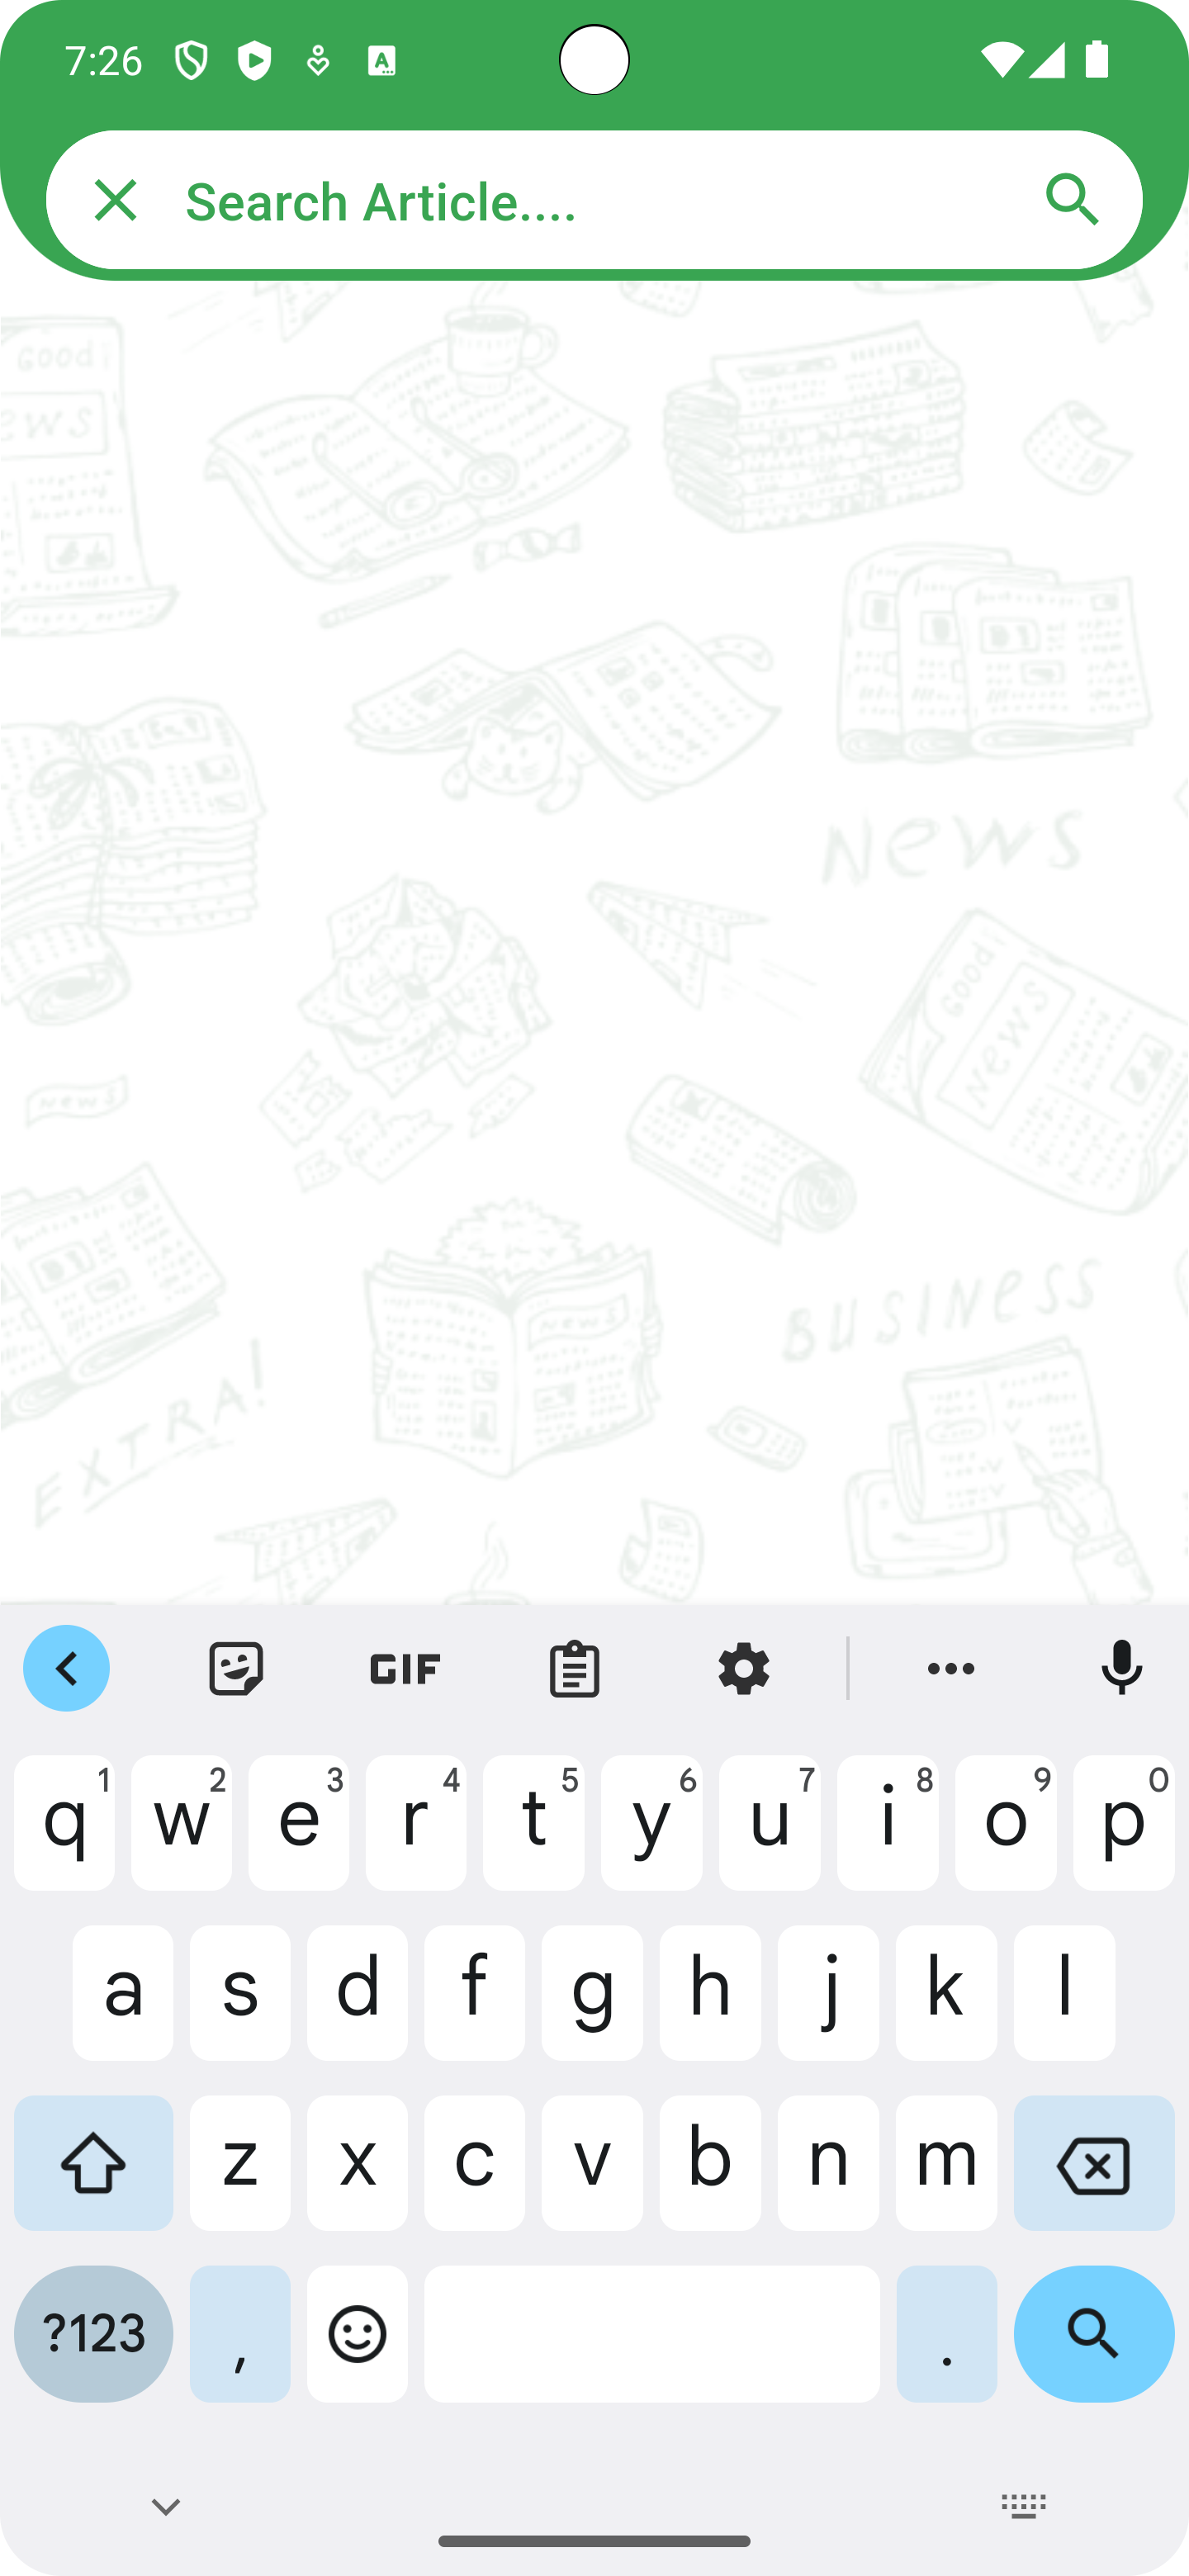 7:26
Search Article....
GOOD
NEWS
GOOD
NEWS
NEWS
NEWS
BUSINESS
EXTRA!
GIF
q 1 w 2 e 3 r 4 t 5 y 6 u 7 i 8 o 9 p 0
a s d f g h j k l
z x c v b n m
?123 , .